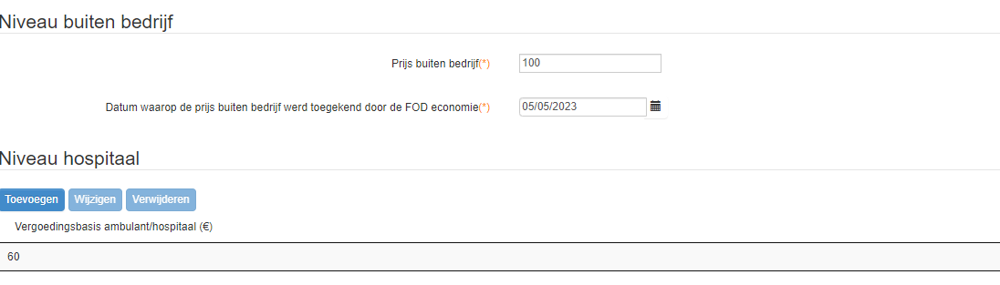 Niveau buiten bedrijf
Prijs buiten bedrijf(*) 100
Datum waarop de prijs buiten bedrijf werd toegekend door de FOD economie(*) 05/05/2023
Niveau hospitaal
Toevoegen Wijzigen Verwijderen
Vergoedingsbasis ambulant/hospitaal (€)
60